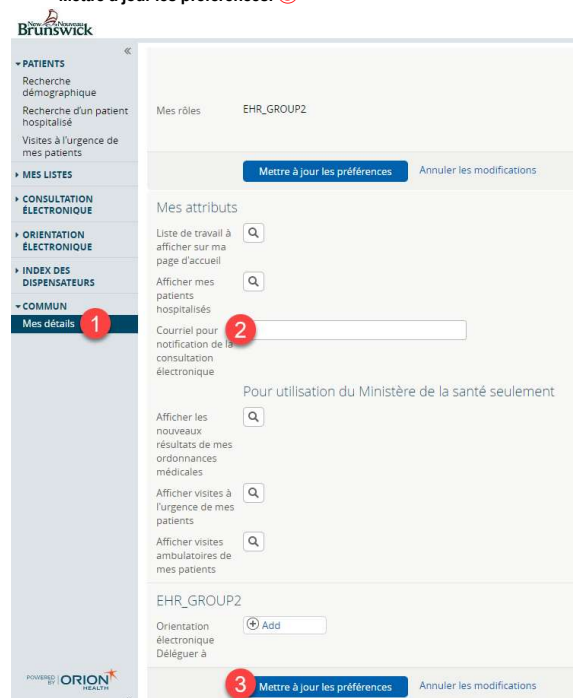 Mettre à jour les préférences. 3
New Nouveau
Brunswick
«
PATIENTS
Recherche
démographique
Recherche d'un patient
hospitalisé
Visites à l'urgence de
mes patients
MES LISTES
CONSULTATION
ÉLECTRONIQUE
ORIENTATION
ÉLECTRONIQUE
INDEX DES
DISPENSATEURS
COMMUN
Mes détails 1
POWERED BY ORION
HEALTH
Mes rôles EHR_GROUP2
Mettre à jour les préférences Annuler les modifications
Mes attributs
Liste de travail à
afficher sur ma
page d'accueil
Afficher mes
patients
hospitalisés
Courriel pour 2
notification de la
consultation
électronique
Pour utilisation du Ministère de la santé seulement
Afficher les
nouveaux
résultats de mes
ordonnances
médicales
Afficher visites à
l'urgence de mes
patients
Afficher visites
ambulatoires de
mes patients
EHR_GROUP2
Orientation Add
électronique
Déléguer à
3 Mettre à jour les préférences Annuler les modifications